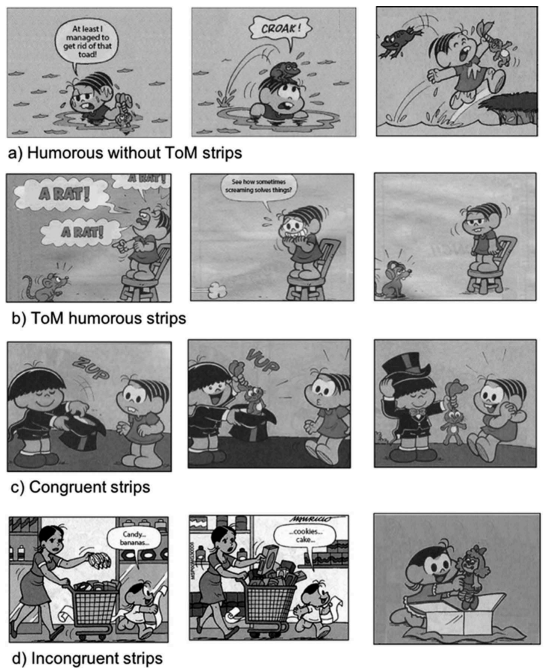 At least I
managed to
get rid of that
toad!
CROAK!
a) Humorous without ToM strips
A RAT!
A RAT!
A RAT!
See how sometimes
screaming solves things?
b) ToM humorous strips
ZUP
VUP
c) Congruent strips
Candy...
bananas...
...cookies
cake...
MAURICIO
d) Incongruent strips